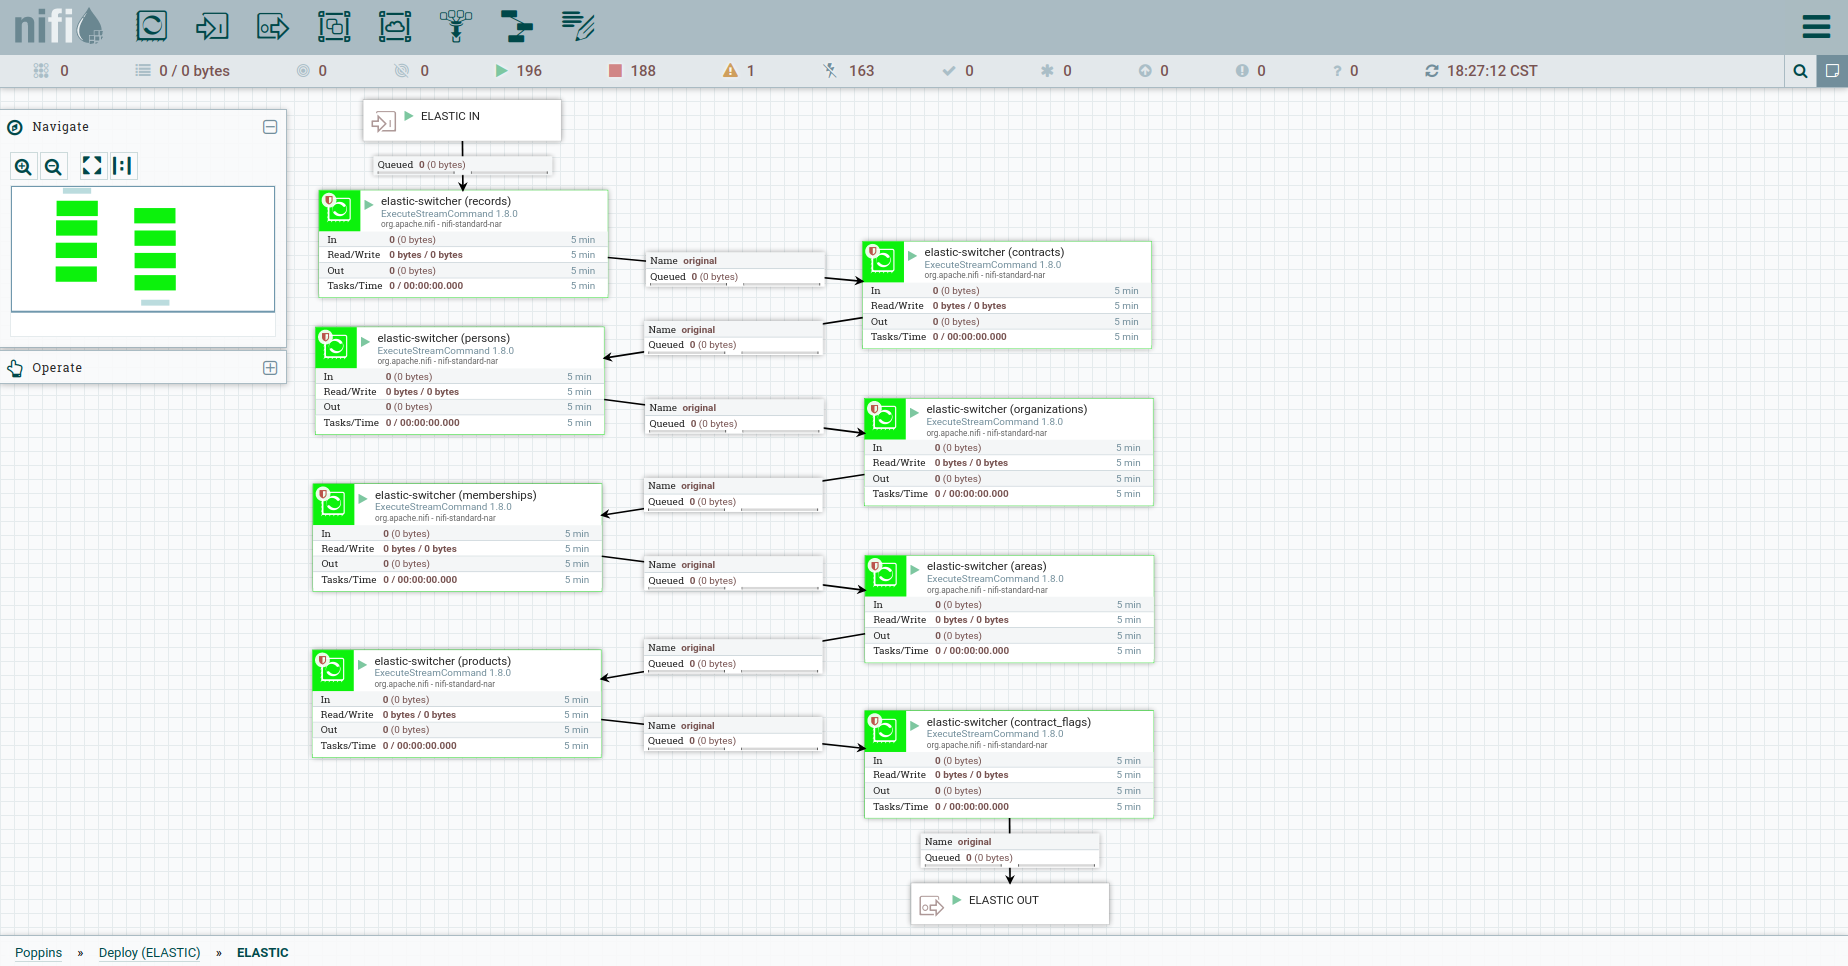 nifi
0
0 / 0 bytes
0
0
196
188
1
163
0
0
0
0
? 0
18:27:12 CST
Navigate
Operate
ELASTIC IN
Queued 0 (0 bytes)
elastic-switcher (records)
ExecuteStreamCommand 1.8.0
org.apache.nifi - nifi-standard-nar
In 0 (0 bytes) 5 min
Read/Write 0 bytes / 0 bytes 5 min
Out 0 (0 bytes) 5 min
Tasks/Time 0 / 00:00:00.000 5 min
Name original
Queued 0 (0 bytes)
elastic-switcher (contracts)
ExecuteStreamCommand 1.8.0
org.apache.nifi - nifi-standard-nar
In 0 (0 bytes) 5 min
Read/Write 0 bytes / 0 bytes 5 min
Out 0 (0 bytes) 5 min
Tasks/Time 0 / 00:00:00.000 5 min
Name original
Queued 0 (0 bytes)
elastic-switcher (persons)
ExecuteStreamCommand 1.8.0
org.apache.nifi - nifi-standard-nar
In 0 (0 bytes) 5 min
Read/Write 0 bytes / 0 bytes 5 min
Out 0 (0 bytes) 5 min
Tasks/Time 0 / 00:00:00.000 5 min
Name original
Queued 0 (0 bytes)
elastic-switcher (organizations)
ExecuteStreamCommand 1.8.0
org.apache.nifi - nifi-standard-nar
In 0 (0 bytes) 5 min
Read/Write 0 bytes / 0 bytes 5 min
Out 0 (0 bytes) 5 min
Tasks/Time 0 / 00:00:00.000 5 min
Name original
Queued 0 (0 bytes)
elastic-switcher (memberships)
ExecuteStreamCommand 1.8.0
org.apache.nifi - nifi-standard-nar
In 0 (0 bytes) 5 min
Read/Write 0 bytes / 0 bytes 5 min
Out 0 (0 bytes) 5 min
Tasks/Time 0 / 00:00:00.000 5 min
Name original
Queued 0 (0 bytes)
elastic-switcher (areas)
ExecuteStreamCommand 1.8.0
org.apache.nifi - nifi-standard-nar
In 0 (0 bytes) 5 min
Read/Write 0 bytes / 0 bytes 5 min
Out 0 (0 bytes) 5 min
Tasks/Time 0 / 00:00:00.000 5 min
Name original
Queued 0 (0 bytes)
elastic-switcher (products)
ExecuteStreamCommand 1.8.0
org.apache.nifi - nifi-standard-nar
In 0 (0 bytes) 5 min
Read/Write 0 bytes / 0 bytes 5 min
Out 0 (0 bytes) 5 min
Tasks/Time 0 / 00:00:00.000 5 min
Name original
Queued 0 (0 bytes)
elastic-switcher (contract_flags)
ExecuteStreamCommand 1.8.0
org.apache.nifi - nifi-standard-nar
In 0 (0 bytes) 5 min
Read/Write 0 bytes / 0 bytes 5 min
Out 0 (0 bytes) 5 min
Tasks/Time 0 / 00:00:00.000 5 min
Name original
Queued 0 (0 bytes)
ELASTIC OUT
Poppins » Deploy (ELASTIC) » ELASTIC